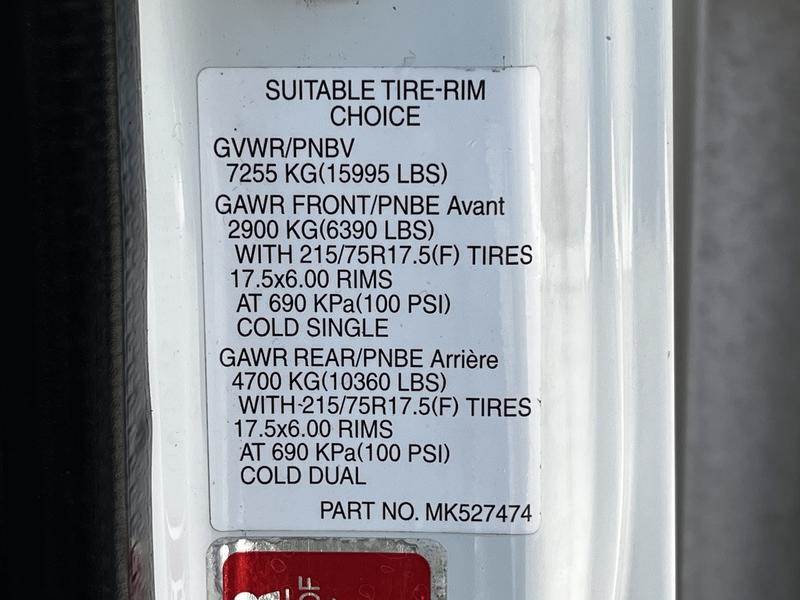 SUITABLE TIRE-RIM
CHOICE
GVWR/PNBV
7255 KG(15995 LBS)
GAWR FRONT/PNBE Avant
2900 KG(6390 LBS)
WITH 215/75R17.5(F) TIRES
17.5x6.00 RIMS
AT 690 KPa(100 PSI)
COLD SINGLE
GAWR REAR/PNBE Arrière
4700 KG(10360 LBS)
WITH 215/75R17.5(F) TIRES
17.5x6.00 RIMS
AT 690 KPa(100 PSI)
COLD DUAL
PART NO. MK527474
OF